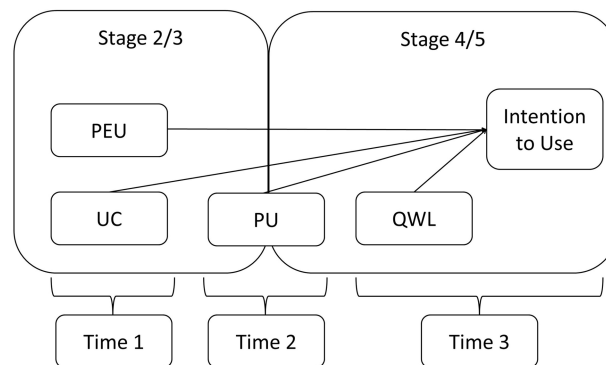 Stage 2/3
Stage 4/5
PEU
Intention
to Use
UC
PU
QWL
Time 1
Time 2
Time 3